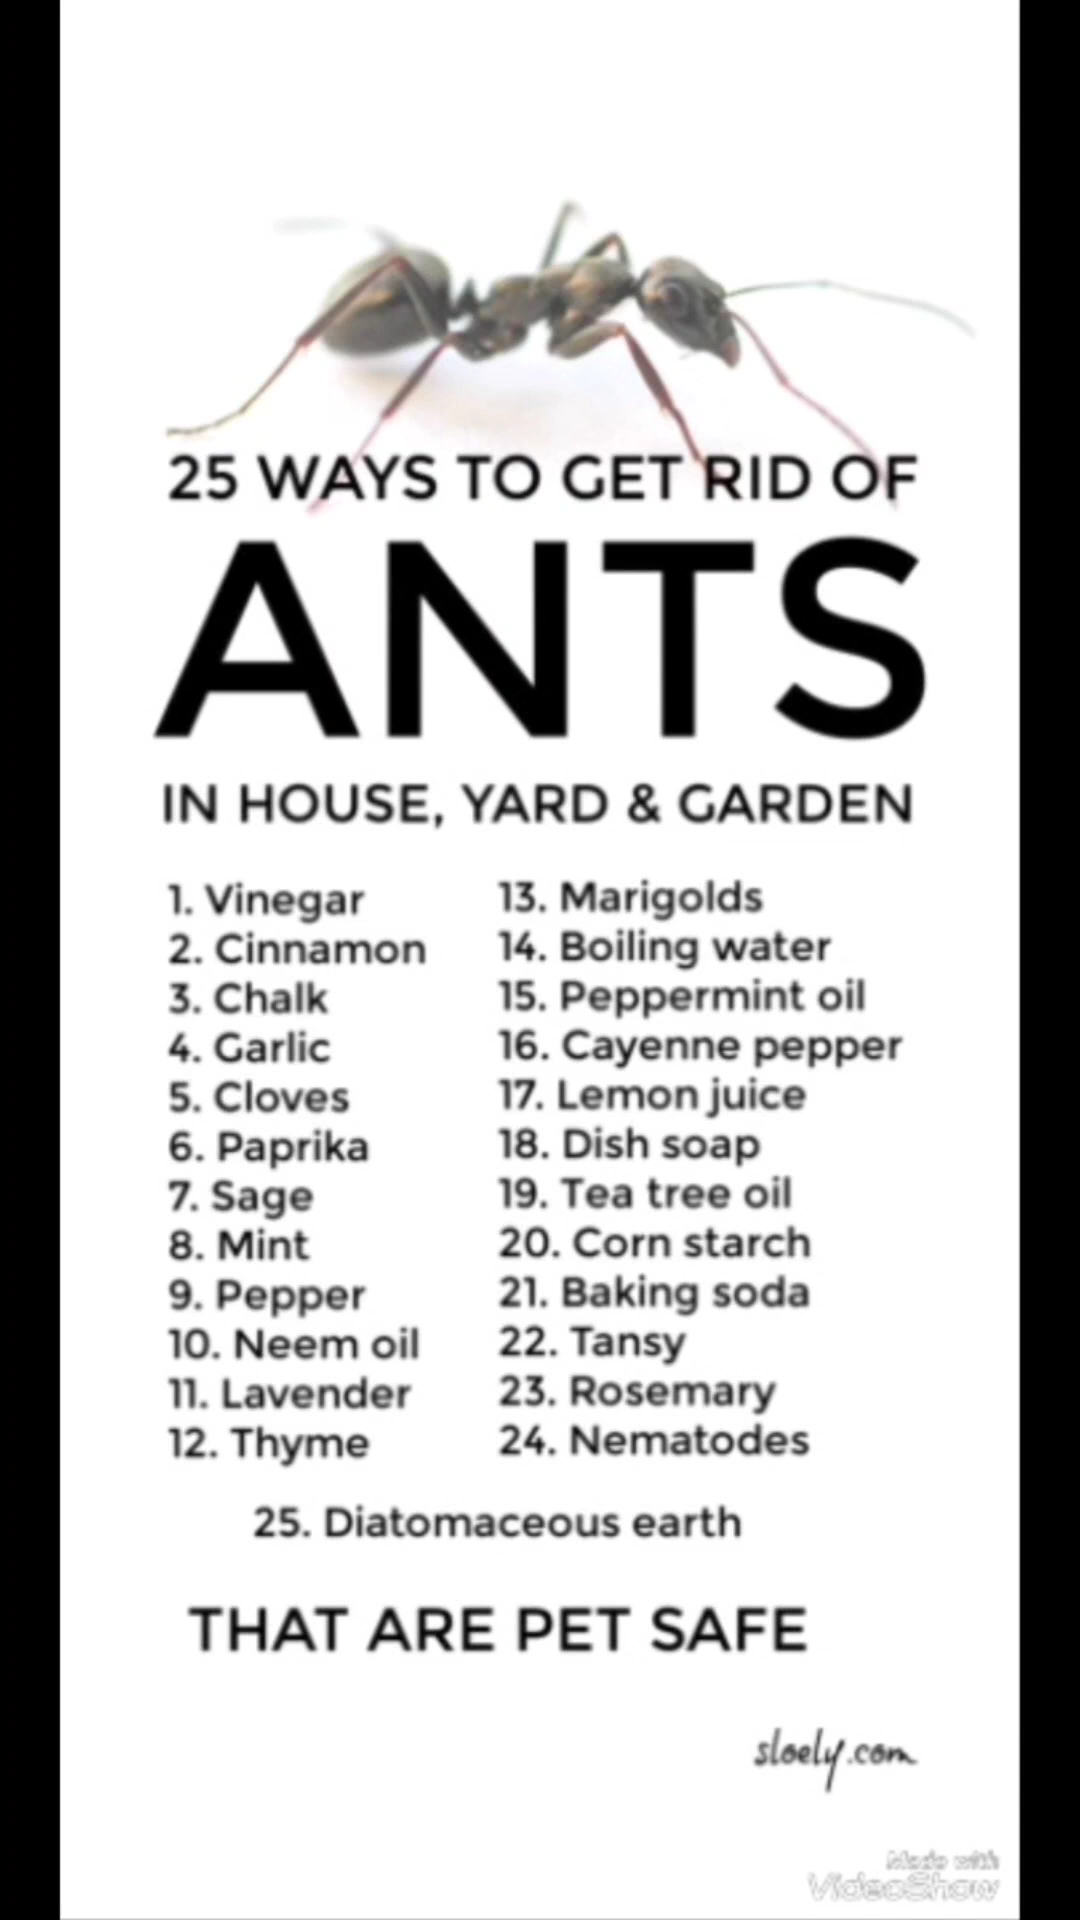 25 WAYS TO GET RID OF
ANTS
IN HOUSE, YARD & GARDEN
1. Vinegar
2. Cinnamon
3. Chalk
4. Garlic
5. Cloves
6. Paprika
7. Sage
8. Mint
9. Pepper
10. Neem oil
11. Lavender
12. Thyme
13. Marigolds
14. Boiling water
15. Peppermint oil
16. Cayenne pepper
17. Lemon juice
18. Dish soap
19. Tea tree oil
20. Corn starch
21. Baking soda
22. Tansy
23. Rosemary
24. Nematodes
25. Diatomaceous earth
THAT ARE PET SAFE
sloely.com
Made with
VideoShow